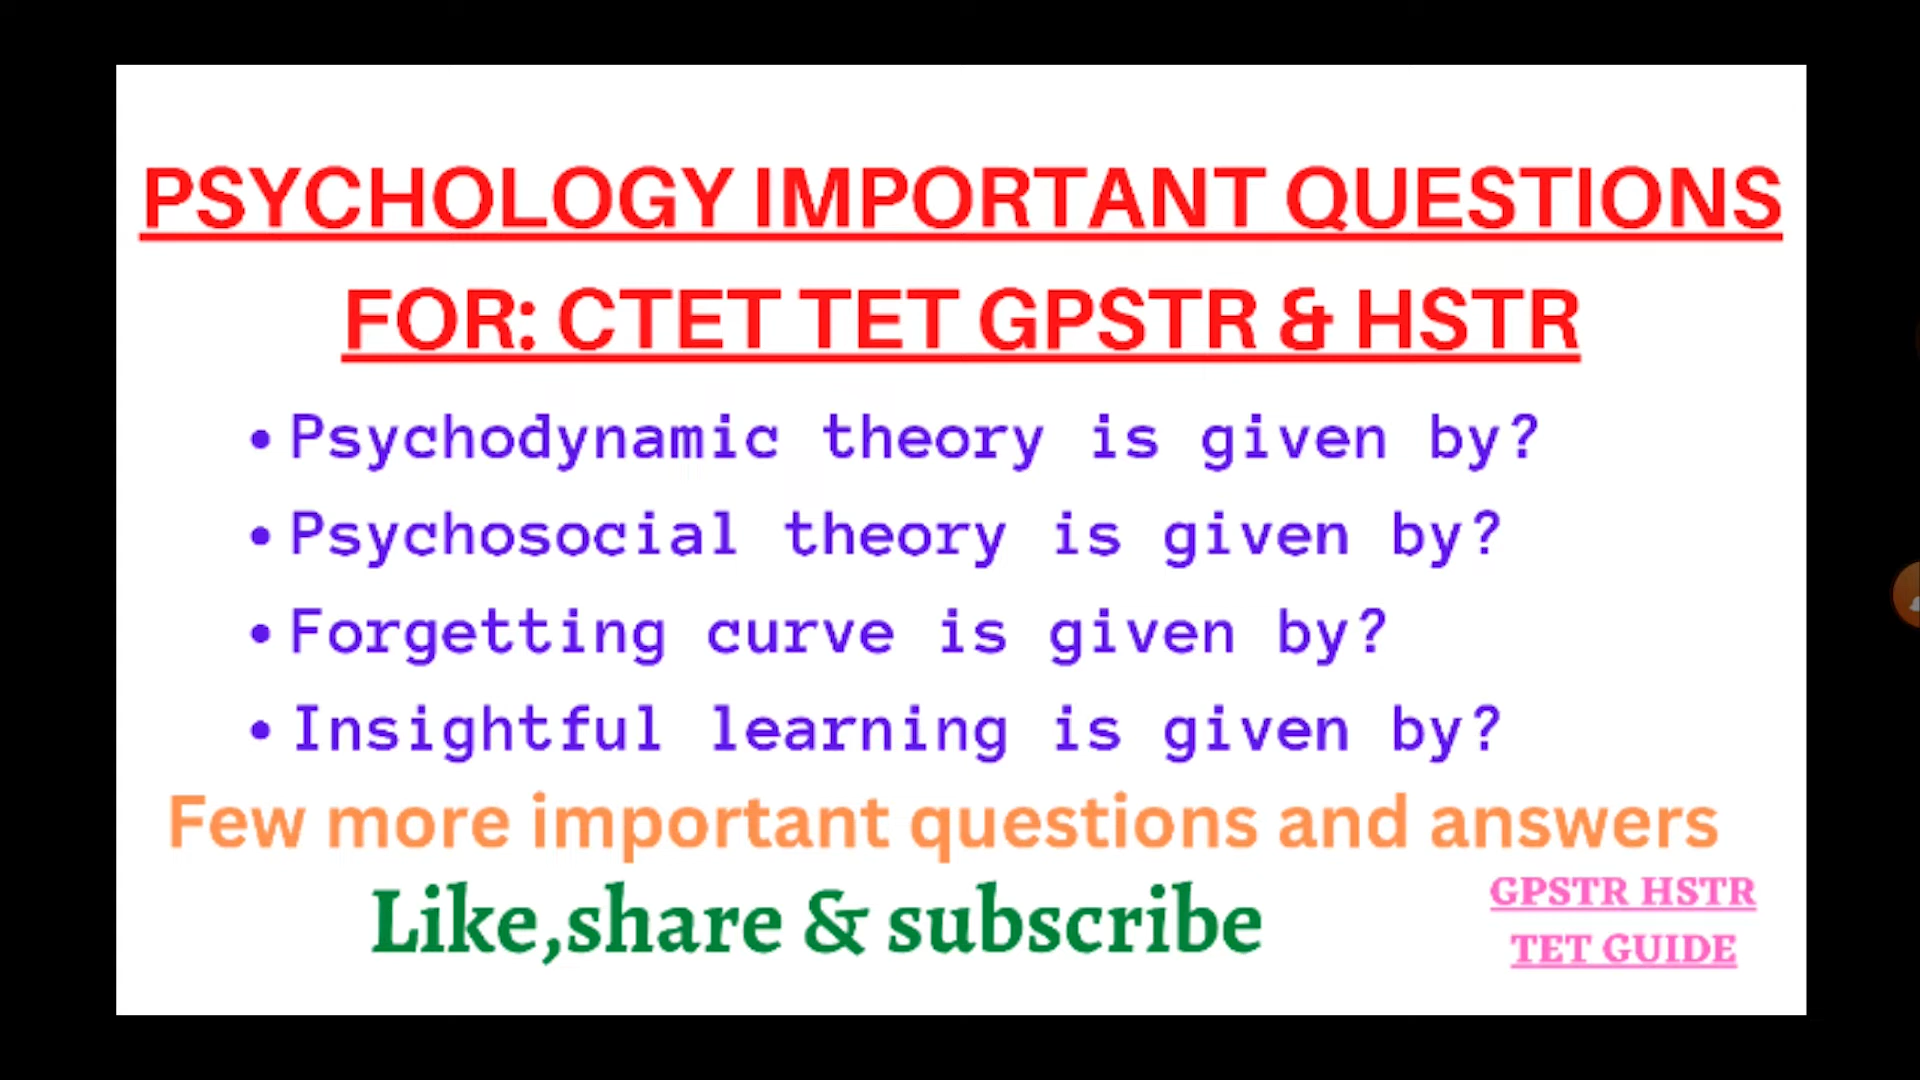 PSYCHOLOGY IMPORTANT QUESTIONS
FOR: CTET TET GPSTR & HSTR
• Psychodynamic theory is given by?
• Psychosocial theory is given by?
• Forgetting curve is given by?
• Insightful learning is given by?
Few more important questions and answers
Like,share & subscribe
GPSTR HSTR
TET GUIDE